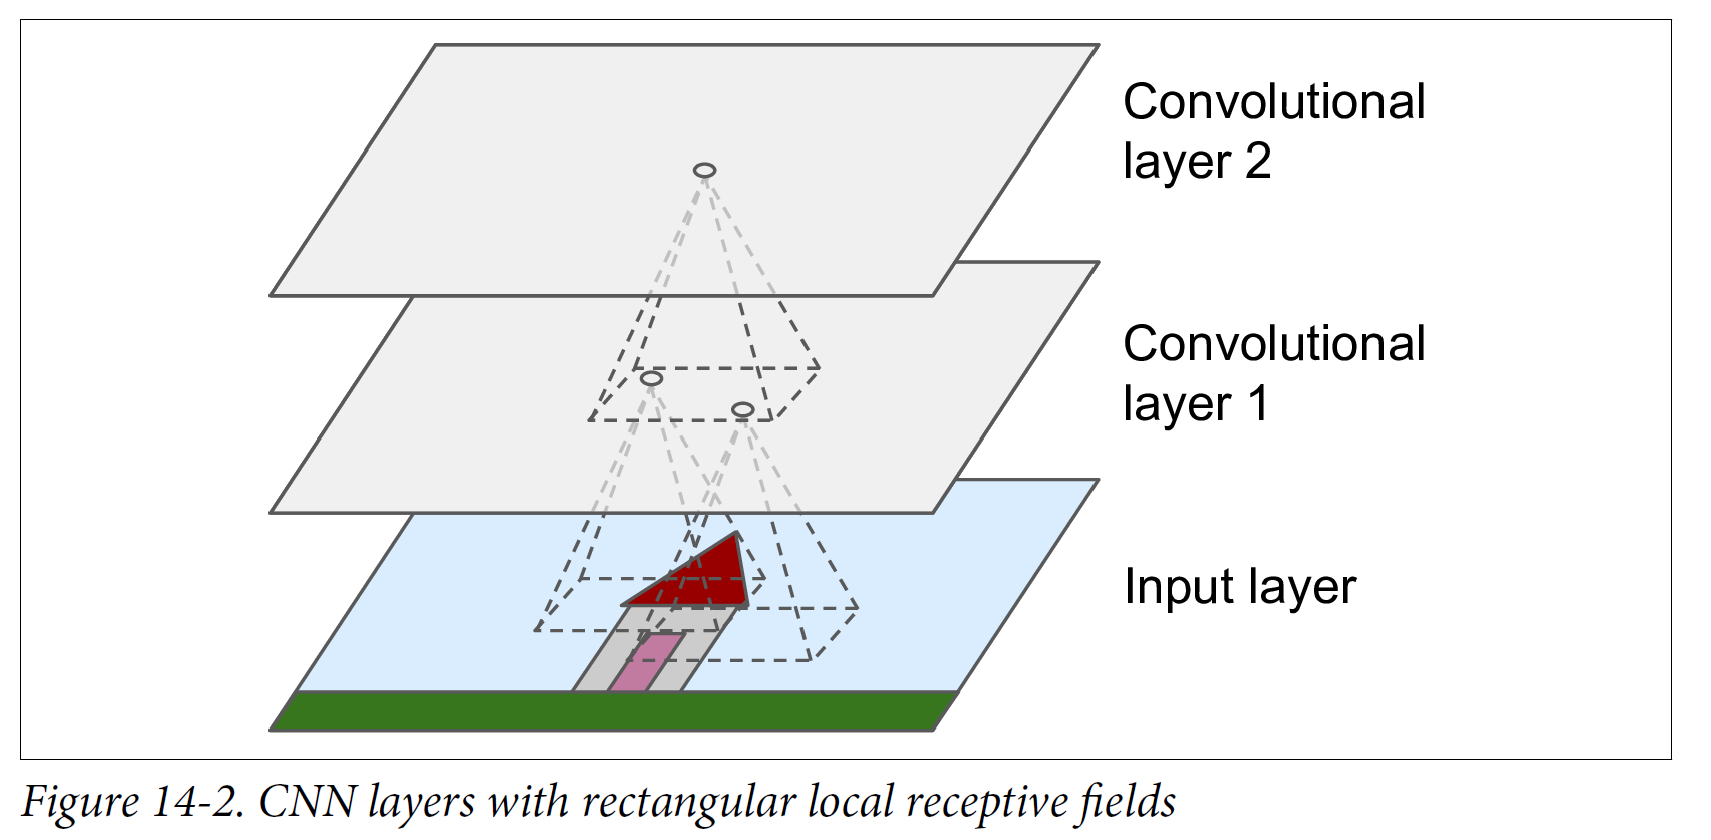 Convolutional
layer 2
Convolutional
layer 1
Input layer
Figure 14-2. CNN layers with rectangular local receptive fields